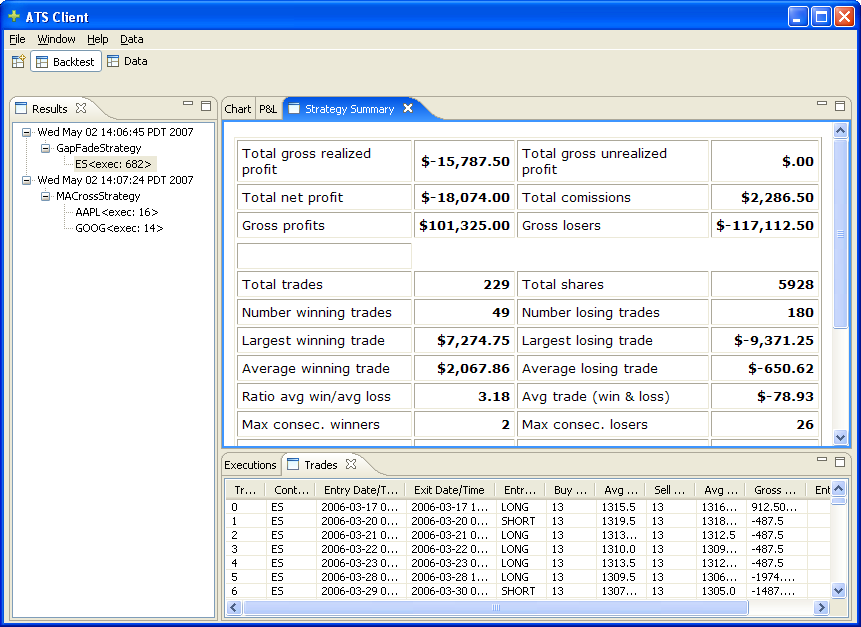 ATS Client
File Window Help Data
Backtest Data
Results
Wed May 02 14:06:45 PDT 2007
GapFadeStrategy
ES<exec: 682>
Wed May 02 14:07:24 PDT 2007
MACrossStrategy
AAPL<exec: 16>
GOOG<exec: 14>
Chart P&L Strategy Summary
Total gross realized profit $-15,787.50 Total gross unrealized profit $.00
Total net profit $-18,074.00 Total comissions $2,286.50
Gross profits $101,325.00 Gross losers $-117,112.50
Total trades 229 Total shares 5928
Number winning trades 49 Number losing trades 180
Largest winning trade $7,274.75 Largest losing trade $-9,371.25
Average winning trade $2,067.86 Average losing trade $-650.62
Ratio avg win/avg loss 3.18 Avg trade (win & loss) $-78.93
Max consec. winners 2 Max consec. losers 26
Executions Trades
Tr... Cont... Entry Date/T... Exit Date/Time Entr... Buy ... Avg ... Sell ... Avg ... Gross ... Ent
0 ES 2006-03-17 0... 2006-03-17 1... LONG 13 1315.5 13 1316... 912.50...
1 ES 2006-03-20 0... 2006-03-20 0... SHORT 13 1319.5 13 1318... -487.5
2 ES 2006-03-21 0... 2006-03-21 0... LONG 13 1313... 13 1312.5 -487.5
3 ES 2006-03-22 0... 2006-03-22 0... LONG 13 1310.0 13 1309... -487.5
4 ES 2006-03-23 0... 2006-03-23 0... LONG 13 1313.5 13 1312... -487.5
5 ES 2006-03-28 0... 2006-03-28 1... LONG 13 1309.5 13 1306... -1974....
6 ES 2006-03-29 0... 2006-03-30 0... SHORT 13 1307... 13 1305.0 -1487....